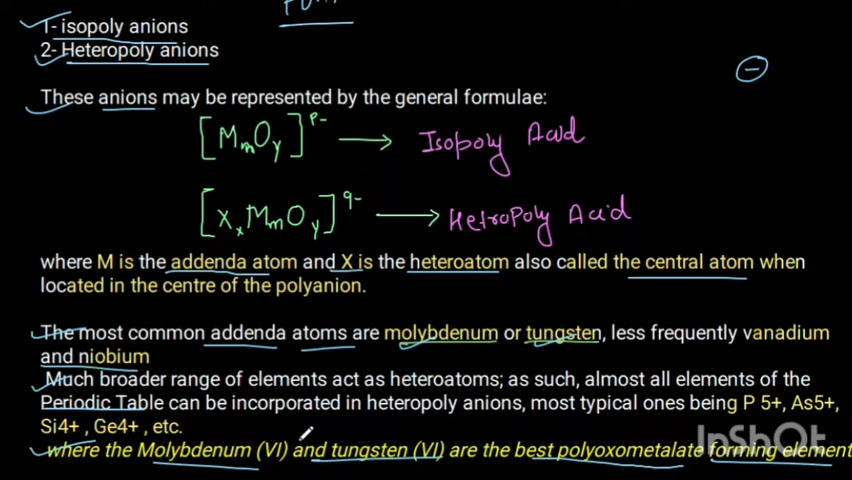 1- isopoly anions
2- Heteropoly anions
These anions may be represented by the general formulae:
[MmOy]p- → Isopoly Acid
[XxMmOy]q- → HetroPoly Acid
where M is the addenda atom and X is the heteroatom also called the central atom when
located in the centre of the polyanion.
The most common addenda atoms are molybdenum or tungsten, less frequently vanadium
and niobium
Much broader range of elements act as heteroatoms; as such, almost all elements of the
Periodic Table can be incorporated in heteropoly anions, most typical ones being P 5+, As5+,
Si4+ , Ge4+ , etc.
where the Molybdenum (VI) and tungsten (VI) are the best polyoxometalate forming element
InShOt